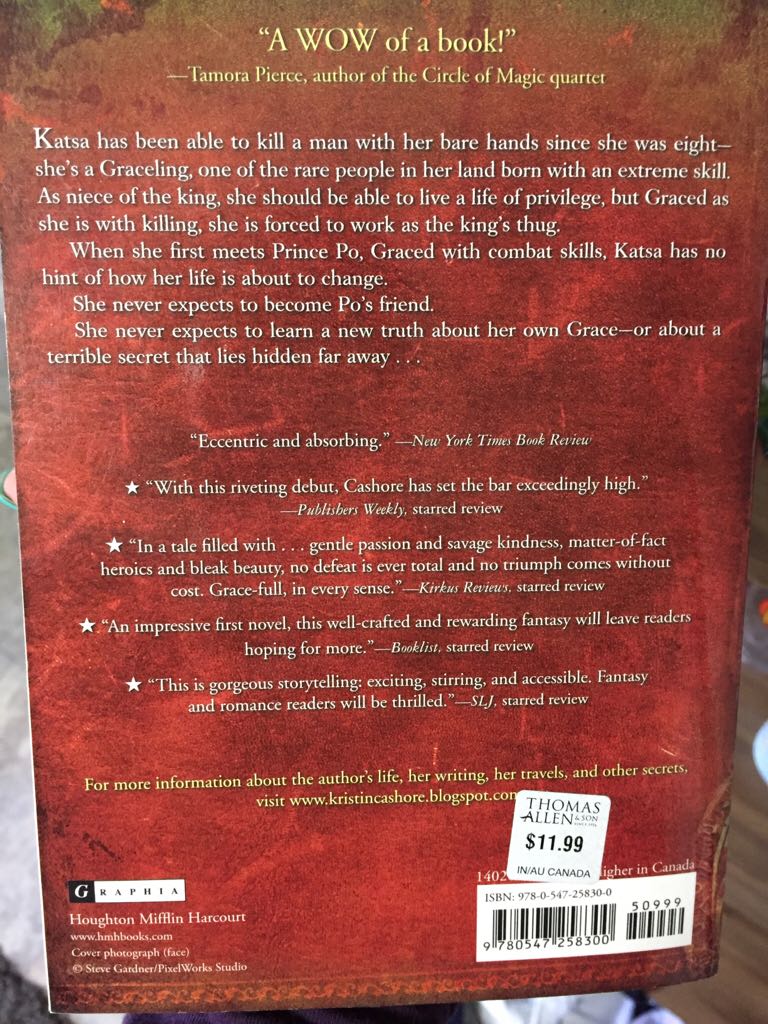 “A WOW of a book!”
—Tamora Pierce, author of the Circle of Magic quartet
Katsa has been able to kill a man with her bare hands since she was eight—
she’s a Graceling, one of the rare people in her land born with an extreme skill.
As niece of the king, she should be able to live a life of privilege, but Graced as
she is with killing, she is forced to work as the king’s thug.
When she first meets Prince Po, Graced with combat skills, Katsa has no
hint of how her life is about to change.
She never expects to become Po’s friend.
She never expects to learn a new truth about her own Grace—or about a
terrible secret that lies hidden far away . . .
“Eccentric and absorbing.” —New York Times Book Review
★ “With this riveting debut, Cashore has set the bar exceedingly high.”
—Publishers Weekly, starred review
★ “In a tale filled with . . . gentle passion and savage kindness, matter-of-fact
heroics and bleak beauty, no defeat is ever total and no triumph comes without
cost. Grace-full, in every sense.”—Kirkus Reviews, starred review
★ “An impressive first novel, this well-crafted and rewarding fantasy will leave readers
hoping for more.”—Booklist, starred review
★ “This is gorgeous storytelling: exciting, stirring, and accessible. Fantasy
and romance readers will be thrilled.”—SLJ, starred review
For more information about the author’s life, her writing, her travels, and other secrets,
visit www.kristincashore.blogspot.com
THOMAS
ALLEN & SON
$11.99
IN/AU CANADA
1402 higher in Canada
GRAPHIA
Houghton Mifflin Harcourt
www.hmhbooks.com
Cover photograph (face)
© Steve Gardner/PixelWorks Studio
ISBN: 978-0-547-25830-0
50999
9 780547 258300